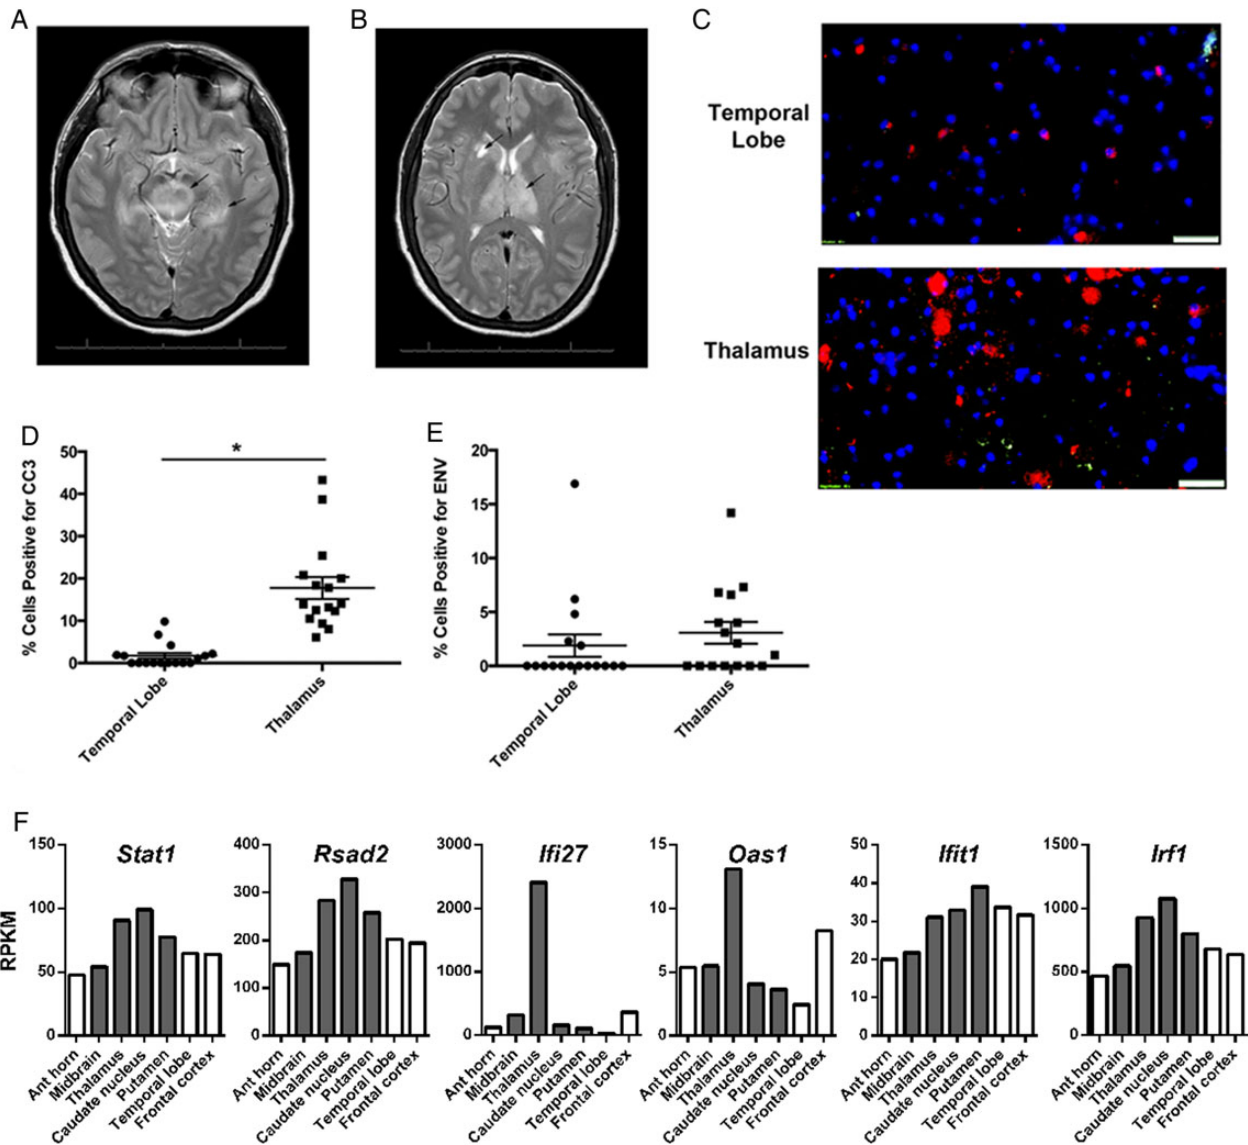 A
B
C
Temporal
Lobe
Thalamus
D
% Cells Positive for CC3
50
40
30
20
10
0
*
Temporal Lobe
Thalamus
E
% Cells Positive for ENV
20
15
10
5
0
Temporal Lobe
Thalamus
F
RPKM
Stat1
150
100
50
0
Ant horn
Midbrain
Thalamus
Caudate nucleus
Putamen
Temporal lobe
Frontal cortex
Rsad2
400
300
200
100
0
Ant horn
Midbrain
Thalamus
Caudate nucleus
Putamen
Temporal lobe
Frontal cortex
Ifi27
3000
2000
1000
0
Ant horn
Midbrain
Thalamus
Caudate nucleus
Putamen
Temporal lobe
Frontal cortex
Oas1
15
10
5
0
Ant horn
Midbrain
Thalamus
Caudate nucleus
Putamen
Temporal lobe
Frontal cortex
Ifit1
50
40
30
20
10
0
Ant horn
Midbrain
Thalamus
Caudate nucleus
Putamen
Temporal lobe
Frontal cortex
Irf1
1500
1000
500
0
Ant horn
Midbrain
Thalamus
Caudate nucleus
Putamen
Temporal lobe
Frontal cortex